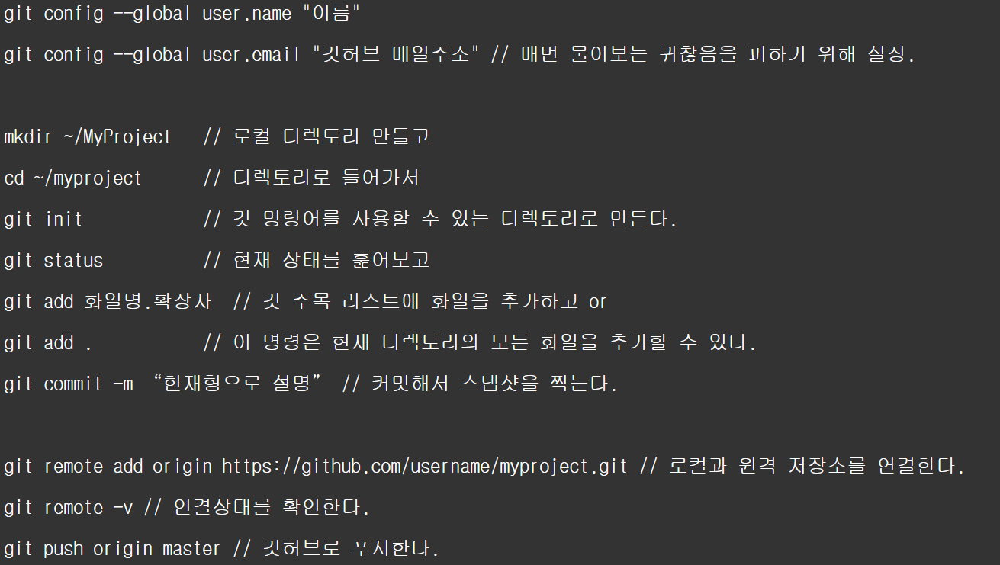 git config --global user.name "이름"
git config --global user.email "깃허브 메일주소" // 매번 물어보는 귀찮음을 피하기 위해 설정.
mkdir ~/MyProject // 로컬 디렉토리 만들고
cd ~/myproject // 디렉토리로 들어가서
git init // 깃 명령어를 사용할 수 있는 디렉토리로 만든다.
git status // 현재 상태를 훑어보고
git add 화일명.확장자 // 깃 주목 리스트에 화일을 추가하고 or
git add . // 이 명령은 현재 디렉토리의 모든 화일을 추가할 수 있다.
git commit -m “현재형으로 설명” // 커밋해서 스냅샷을 찍는다.
git remote add origin https://github.com/username/myproject.git // 로컬과 원격 저장소를 연결한다.
git remote -v // 연결상태를 확인한다.
git push origin master // 깃허브로 푸시한다.